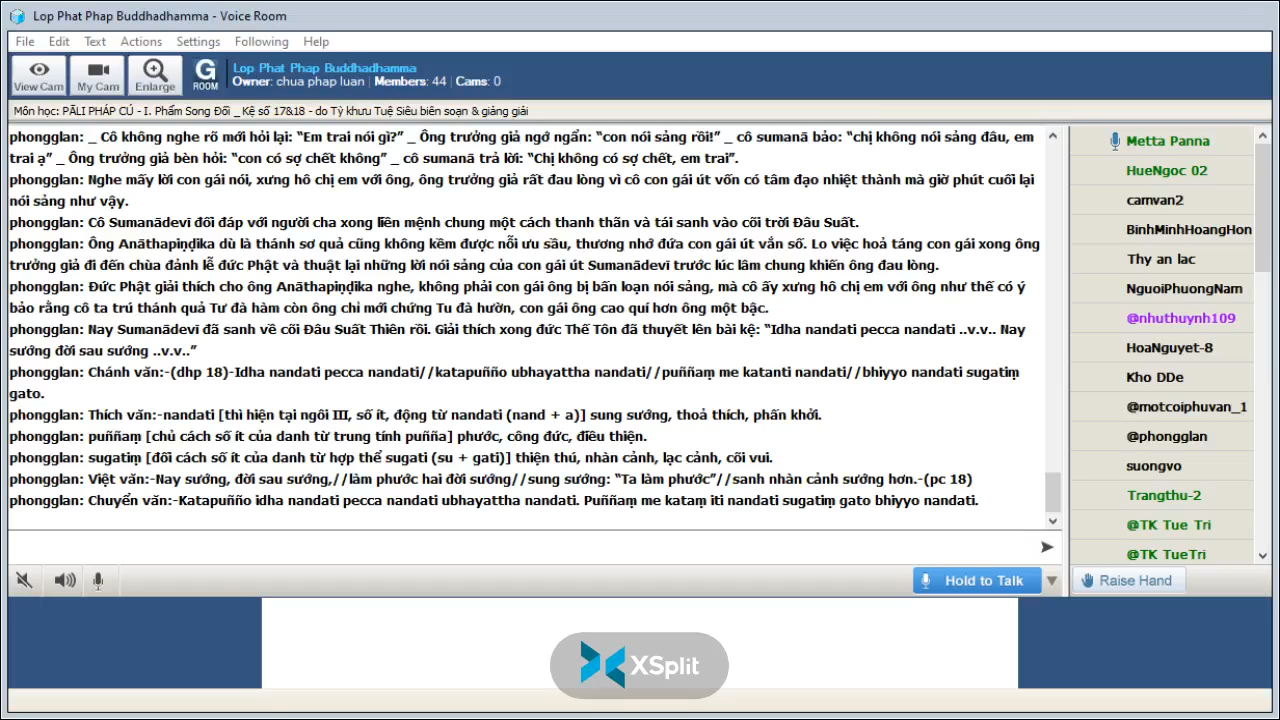 Lop Phat Phap Buddhadhamma - Voice Room
File Edit Text Actions Settings Following Help
View Cam My Cam Enlarge G ROOM
Lop Phat Phap Buddhadhamma
Owner: chua phap luan | Members: 44 | Cams: 0
Môn học: PĀLI PHÁP CÚ - I. Phẩm Song Đối _ Kệ số 17&18 - do Tỳ khưu Tuệ Siêu biên soạn & giảng giải
phongglan: _ Cô không nghe rõ mới hỏi lại: “Em trai nói gì?” _ Ông trưởng giả ngớ ngẩn: “con nói sảng rồi!” _ cô sumanā bảo: “chị không nói sảng đâu, em
trai ạ” _ Ông trưởng giả bèn hỏi: “con có sợ chết không” _ cô sumanā trả lời: “Chị không có sợ chết, em trai”.
phongglan: Nghe mấy lời con gái nói, xưng hô chị em với ông, ông trưởng giả rất đau lòng vì cô con gái út vốn có tâm đạo nhiệt thành mà giờ phút cuối lại
nói sảng như vậy.
phongglan: Cô Sumanādevī đối đáp với người cha xong liền mệnh chung một cách thanh thản và tái sanh vào cõi trời Đâu Suất.
phongglan: Ông Anāthapiṇḍika dù là thánh sơ quả cũng không kềm được nỗi ưu sầu, thương nhớ đứa con gái út vắn số. Lo việc hoả táng con gái xong ông
trưởng giả đi đến chùa đảnh lễ đức Phật và thuật lại những lời nói sảng của con gái út Sumanādevī trước lúc lâm chung khiến ông đau lòng.
phongglan: Đức Phật giải thích cho ông Anāthapiṇḍika nghe, không phải con gái ông bị bấn loạn nói sảng, mà cô ấy xưng hô chị em với ông như thế có ý
bảo rằng cô ta trú thánh quả Tư đà hàm còn ông chỉ mới chứng Tu đà hườn, con gái ông cao quí hơn ông một bậc.
phongglan: Nay Sumanādevī đã sanh về cõi Đâu Suất Thiên rồi. Giải thích xong đức Thế Tôn đã thuyết lên bài kệ: “Idha nandati pecca nandati ..v.v.. Nay
sướng đời sau sướng ..v.v..”
phongglan: Chánh văn:-(dhp 18)-Idha nandati pecca nandati//katapuñño ubhayattha nandati//puññaṃ me katanti nandati//bhiyyo nandati sugatiṃ
gato.
phongglan: Thích văn:-nandati [thì hiện tại ngôi III, số ít, động từ nandati (nand + a)] sung sướng, thoả thích, phấn khởi.
phongglan: puññaṃ [chủ cách số ít của danh từ trung tính puñña] phước, công đức, điều thiện.
phongglan: sugatiṃ [đối cách số ít của danh từ hợp thể sugati (su + gati)] thiện thú, nhàn cảnh, lạc cảnh, cõi vui.
phongglan: Việt văn:-Nay sướng, đời sau sướng,//làm phước hai đời sướng//sung sướng: “Ta làm phước”//sanh nhàn cảnh sướng hơn.-(pc 18)
phongglan: Chuyển văn:-Katapuñño idha nandati pecca nandati ubhayattha nandati. Puññaṃ me kataṃ iti nandati sugatiṃ gato bhiyyo nandati.
Metta Panna
HueNgoc 02
camvan2
BinhMinhHoangHon
Thy an lac
NguoiPhuongNam
@nhuthuynh109
HoaNguyet-8
Kho DDe
@motcoiphuvan_1
@phongglan
suongvo
Trangthu-2
@TK Tue Tri
@TK TueTri
Hold to Talk
Raise Hand
XSplit